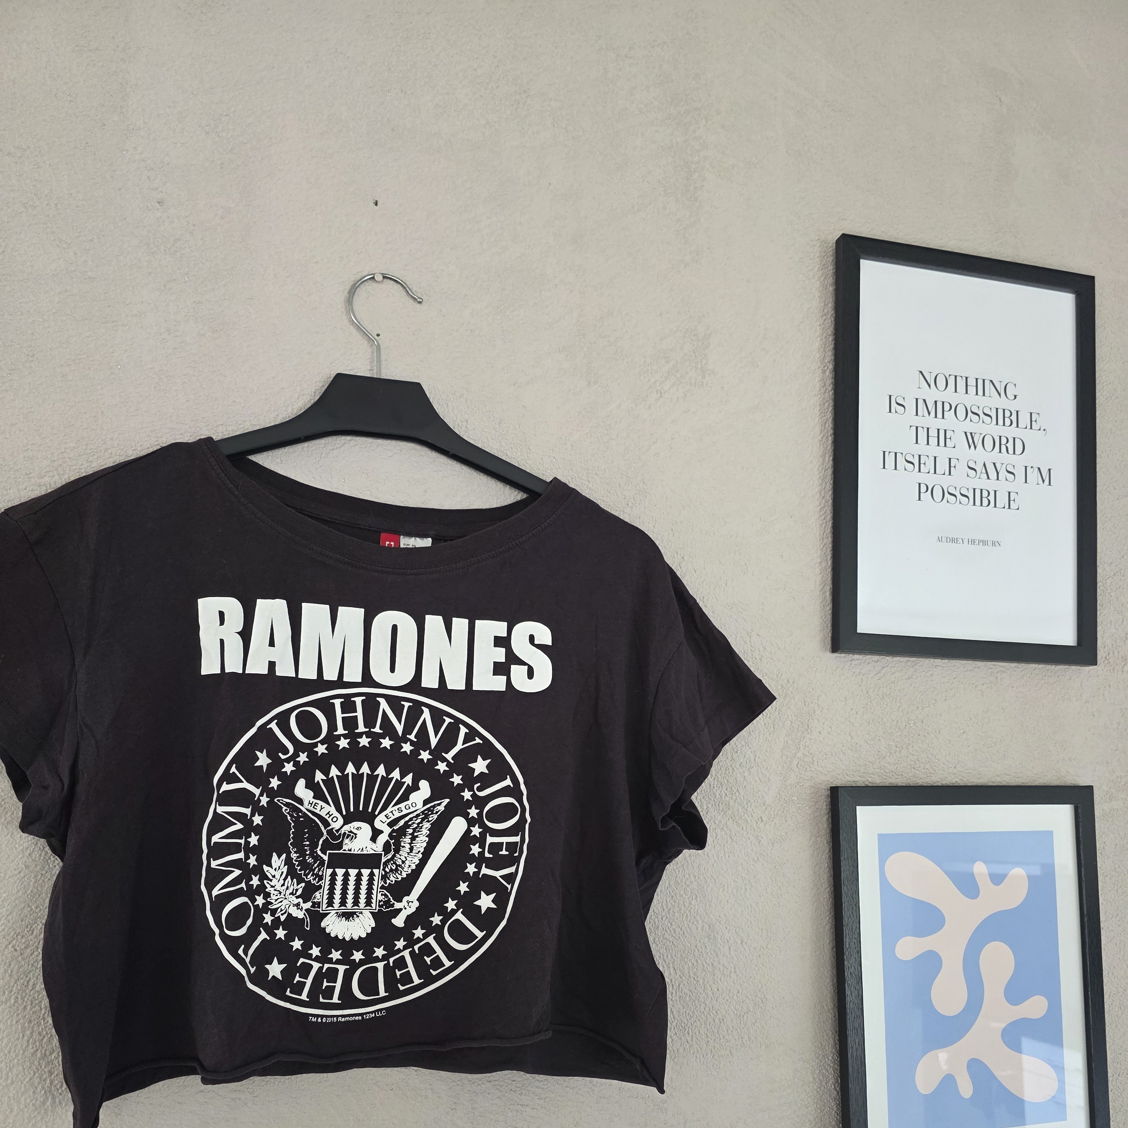 NOTHING
IS IMPOSSIBLE,
THE WORD
ITSELF SAYS I'M
POSSIBLE
AUDREY HEPBURN
RAMONES
JOHNNY ★ JOEY ★ DEEDEE ★ TOMMY ★
HEY HO
LET'S GO
TM & © 2015 Ramones 1234 LLC